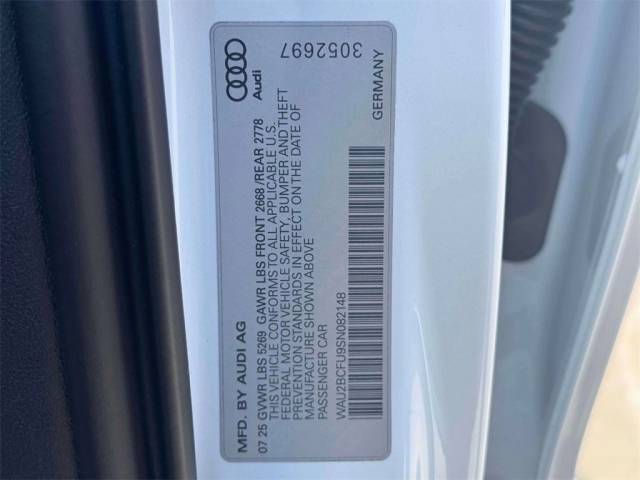 MFD. BY AUDI AG
Audi
07 25 GVWR LBS 5269 GAWR LBS FRONT 2668 /REAR 2778
THIS VEHICLE CONFORMS TO ALL APPLICABLE U.S.
FEDERAL MOTOR VEHICLE SAFETY, BUMPER AND THEFT
PREVENTION STANDARDS IN EFFECT ON THE DATE OF
MANUFACTURE SHOWN ABOVE
PASSENGER CAR
WAU2BCFU9SN082148
3052697
GERMANY